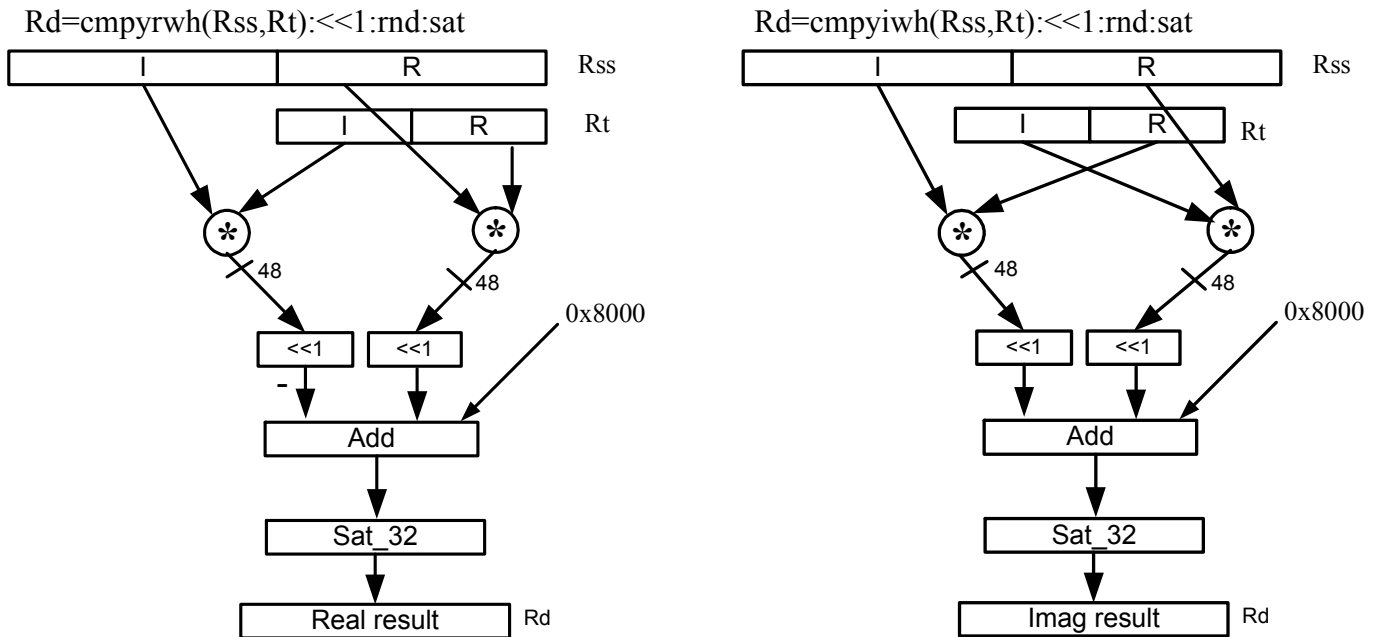 Rd=cmpyrwh(Rss,Rt):<<1:rnd:sat
I R Rss
I R Rt
* *
48 48
0x8000
<<1 <<1
-
Add
Sat_32
Real result Rd
Rd=cmpyiwh(Rss,Rt):<<1:rnd:sat
I R Rss
I R Rt
* *
48 48
0x8000
<<1 <<1
Add
Sat_32
Imag result Rd